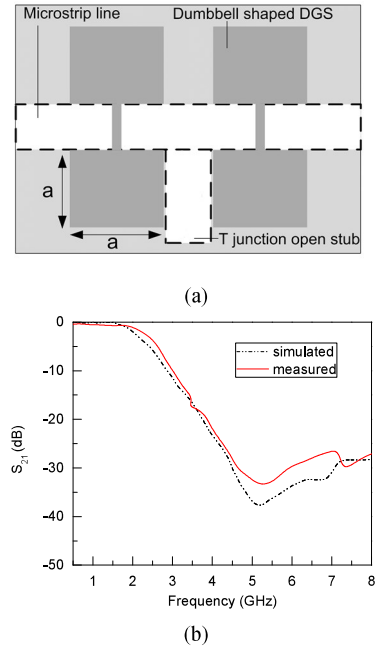 Microstrip line
Dumbbell shaped DGS
a
a
T junction open stub
(a)
0
-10
-20
-30
-40
-50
S21 (dB)
simulated
measured
1 2 3 4 5 6 7 8
Frequency (GHz)
(b)